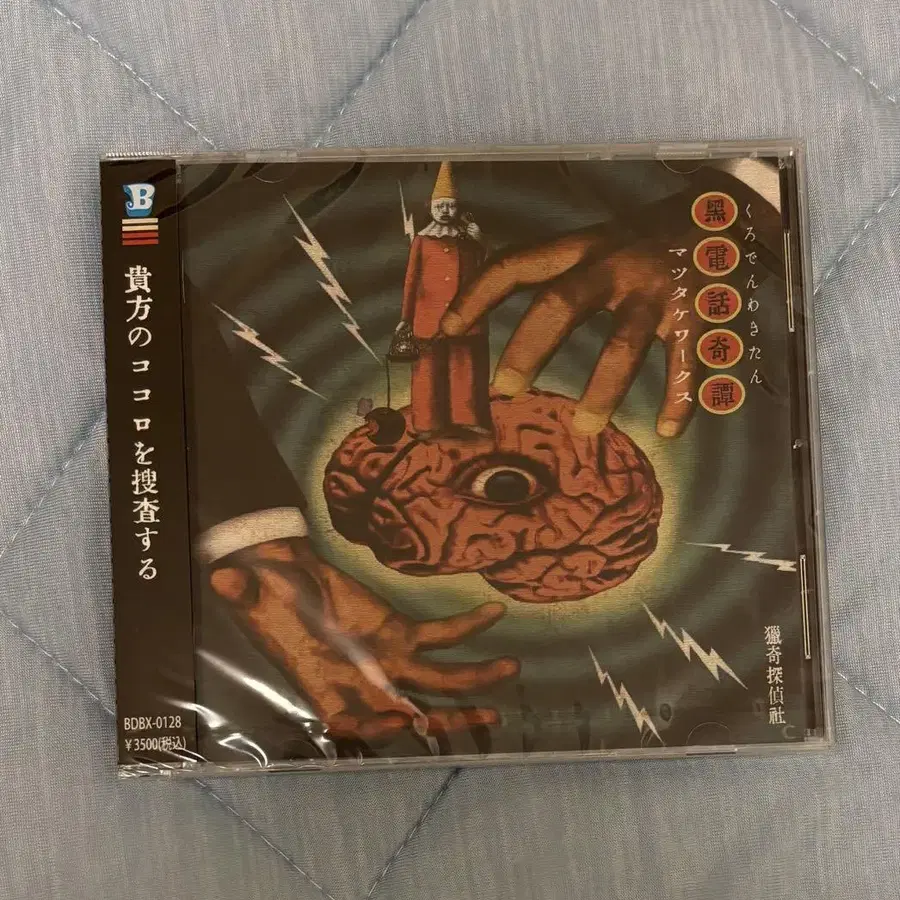 B
貴方のココロを捜査する
BDBX-0128
¥3500(税込)
くろでんわきたん
黑電話奇譚
マツタケワークス
獵奇探偵社